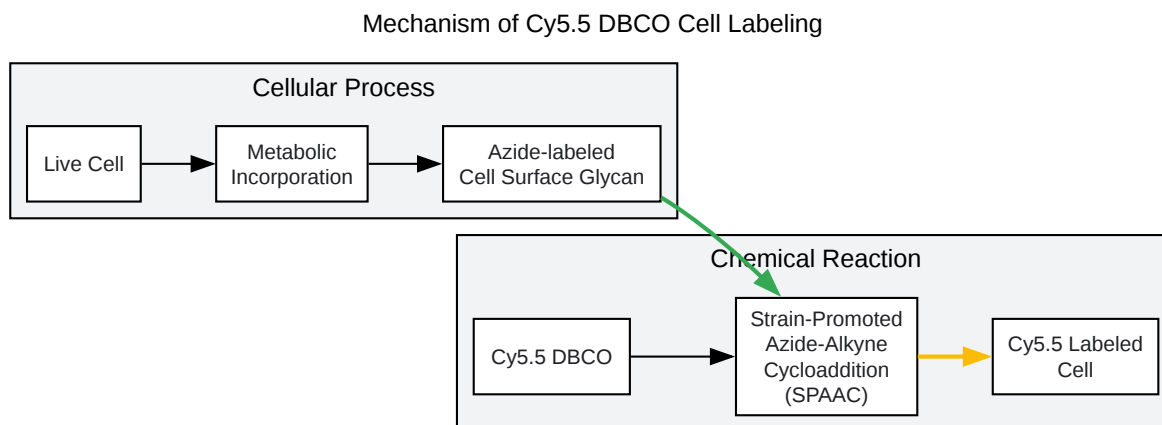 Mechanism of Cy5.5 DBCO Cell Labeling
Cellular Process
Live Cell
Metabolic
Incorporation
Azide-labeled
Cell Surface Glycan
Chemical Reaction
Cy5.5 DBCO
Strain-Promoted
Azide-Alkyne
Cycloaddition
(SPAAC)
Cy5.5 Labeled
Cell